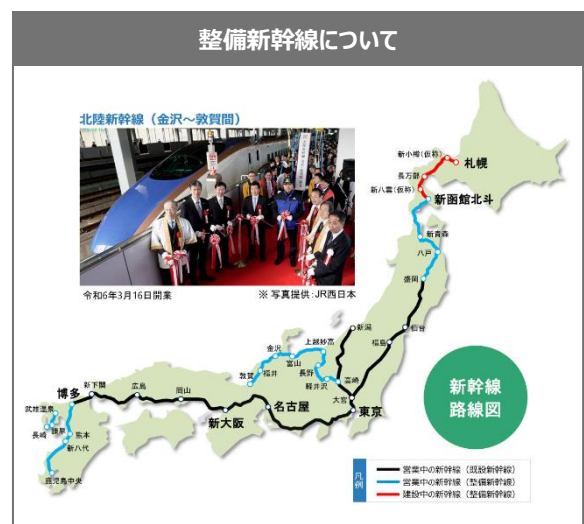 整備新幹線について
北陸新幹線（金沢～敦賀間）
令和6年3月16日開業
※ 写真提供：JR西日本
新小樽（仮称）
札幌
長万部
新八雲（仮称）
新函館北斗
新青森
八戸
盛岡
仙台
新潟
福島
上越妙高
金沢
富山
長野
高崎
敦賀
福井
軽井沢
大宮
東京
新下関
広島
岡山
新大阪
名古屋
博多
武雄温泉
諫早
長崎
熊本
新八代
鹿児島中央
新幹線
路線図
凡例
営業中の新幹線（既設新幹線）
営業中の新幹線（整備新幹線）
建設中の新幹線（整備新幹線）